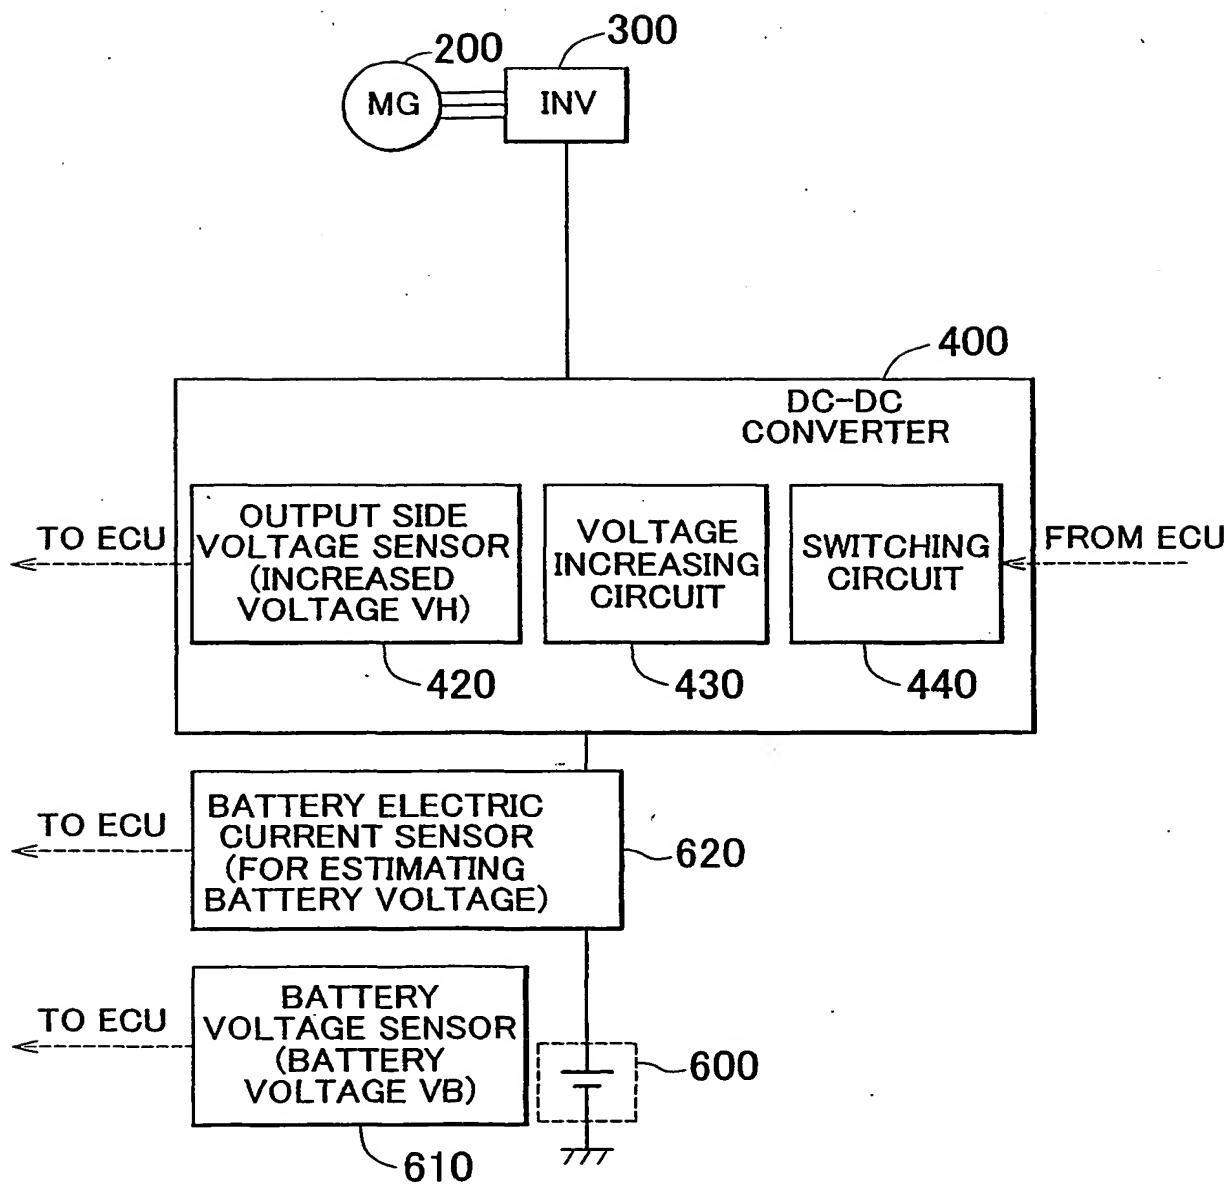 200
300
MG
INV
400
DC-DC
CONVERTER
TO ECU
OUTPUT SIDE
VOLTAGE SENSOR
(INCREASED
VOLTAGE VH)
VOLTAGE
INCREASING
CIRCUIT
SWITCHING
CIRCUIT
FROM ECU
420
430
440
TO ECU
BATTERY ELECTRIC
CURRENT SENSOR
(FOR ESTIMATING
BATTERY VOLTAGE)
620
TO ECU
BATTERY
VOLTAGE SENSOR
(BATTERY
VOLTAGE VB)
600
610